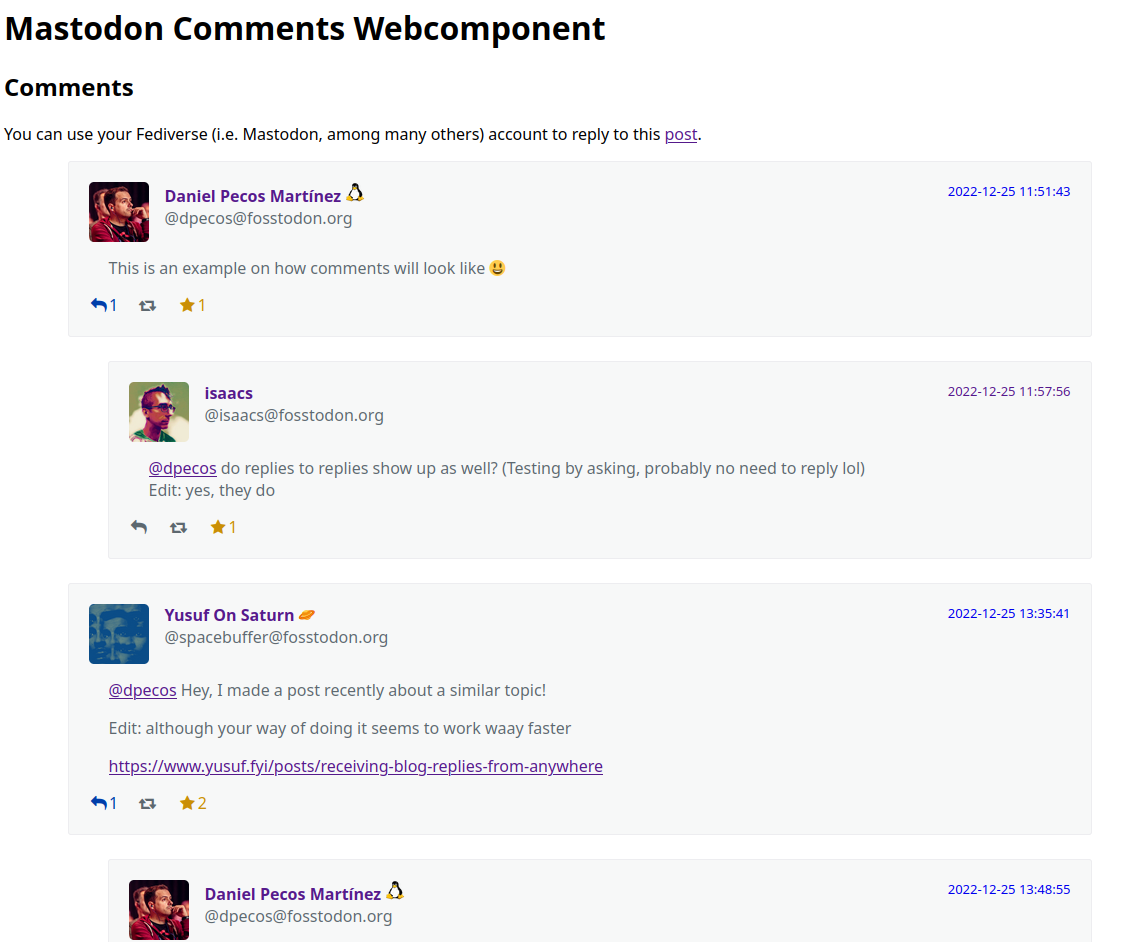 Mastodon Comments Webcomponent
Comments
You can use your Fediverse (i.e. Mastodon, among many others) account to reply to this post.
Daniel Pecos Martínez 🐧
2022-12-25 11:51:43
@dpecos@fosstodon.org
This is an example on how comments will look like 😃
1 1
isaacs
2022-12-25 11:57:56
@isaacs@fosstodon.org
@dpecos do replies to replies show up as well? (Testing by asking, probably no need to reply lol)
Edit: yes, they do
1
Yusuf On Saturn
2022-12-25 13:35:41
@spacebuffer@fosstodon.org
@dpecos Hey, I made a post recently about a similar topic!
Edit: although your way of doing it seems to work waay faster
https://www.yusuf.fyi/posts/receiving-blog-replies-from-anywhere
1 2
Daniel Pecos Martínez 🐧
2022-12-25 13:48:55
@dpecos@fosstodon.org